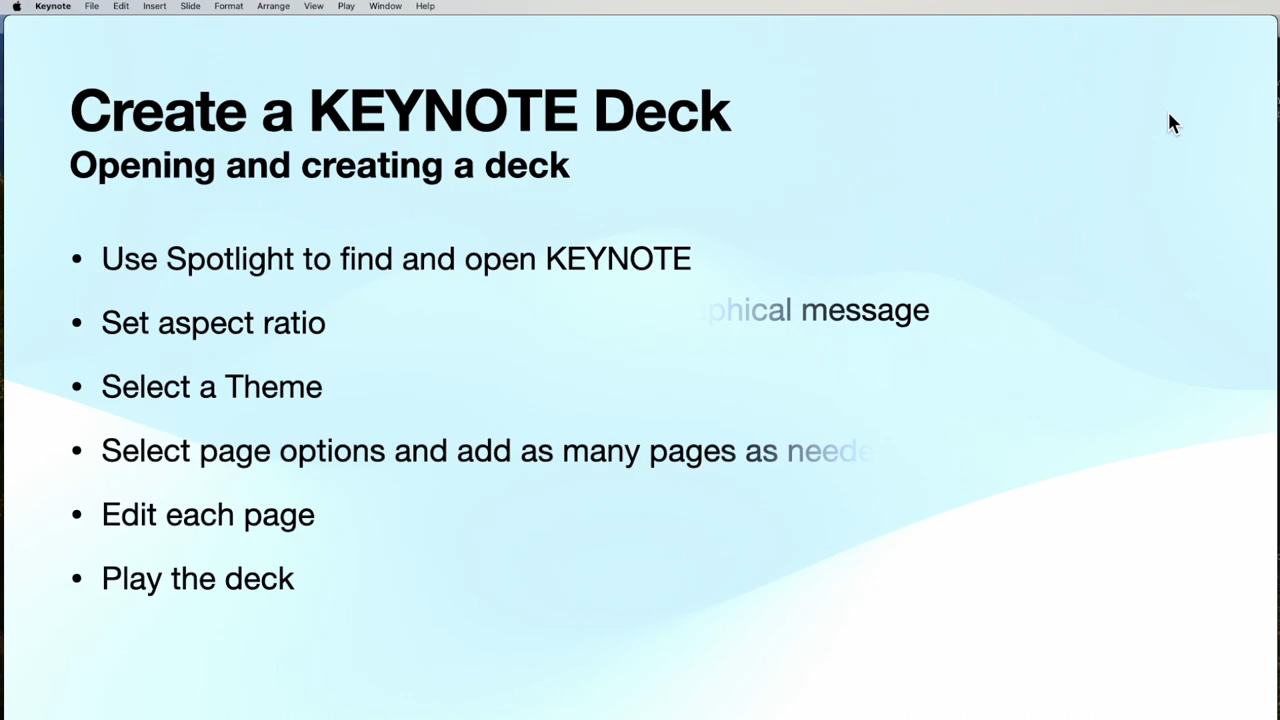 Keynote File Edit Insert Slide Format Arrange View Play Window Help
Create a KEYNOTE Deck
Opening and creating a deck
• Use Spotlight to find and open KEYNOTE
phical message
• Set aspect ratio
• Select a Theme
• Select page options and add as many pages as neede
• Edit each page
• Play the deck